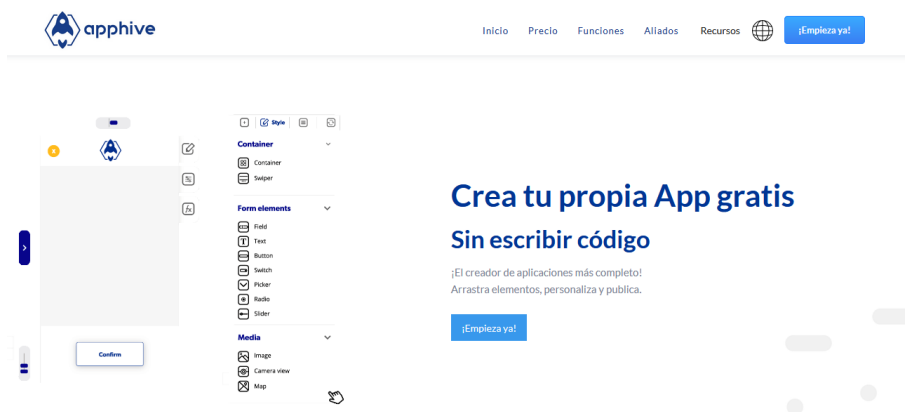 apphive
Inicio Precio Funciones Aliados Recursos ¡Empieza ya!
Style
Container
Container
Swiper
Form elements
Field
Text
Button
Switch
Picker
Radio
Slider
Media
Image
Camera view
Map
Confirm
Crea tu propia App gratis
Sin escribir código
¡El creador de aplicaciones más completo!
Arrastra elementos, personaliza y publica.
¡Empieza ya!